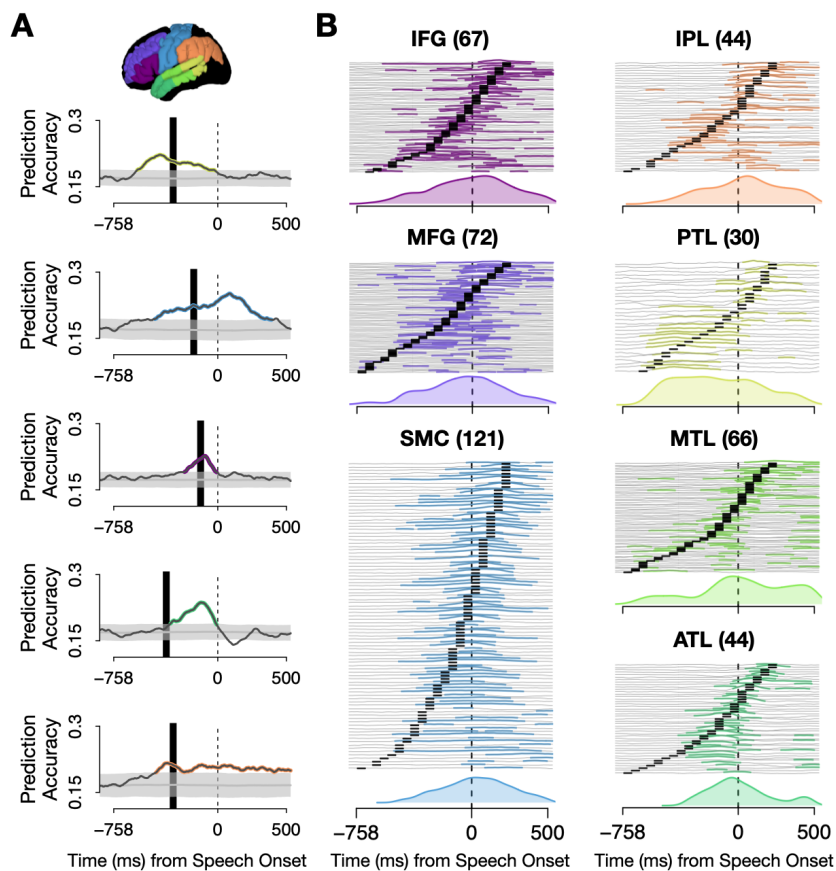 A
0.3
0.15
Prediction
Accuracy
−758
0
500
0.3
0.15
Prediction
Accuracy
−758
0
500
0.3
0.15
Prediction
Accuracy
−758
0
500
0.3
0.15
Prediction
Accuracy
−758
0
500
0.3
0.15
Prediction
Accuracy
−758
0
500
Time (ms) from Speech Onset
B
IFG (67)
MFG (72)
SMC (121)
−758
0
500
Time (ms) from Speech Onset
IPL (44)
PTL (30)
MTL (66)
ATL (44)
−758
0
500
Time (ms) from Speech Onset